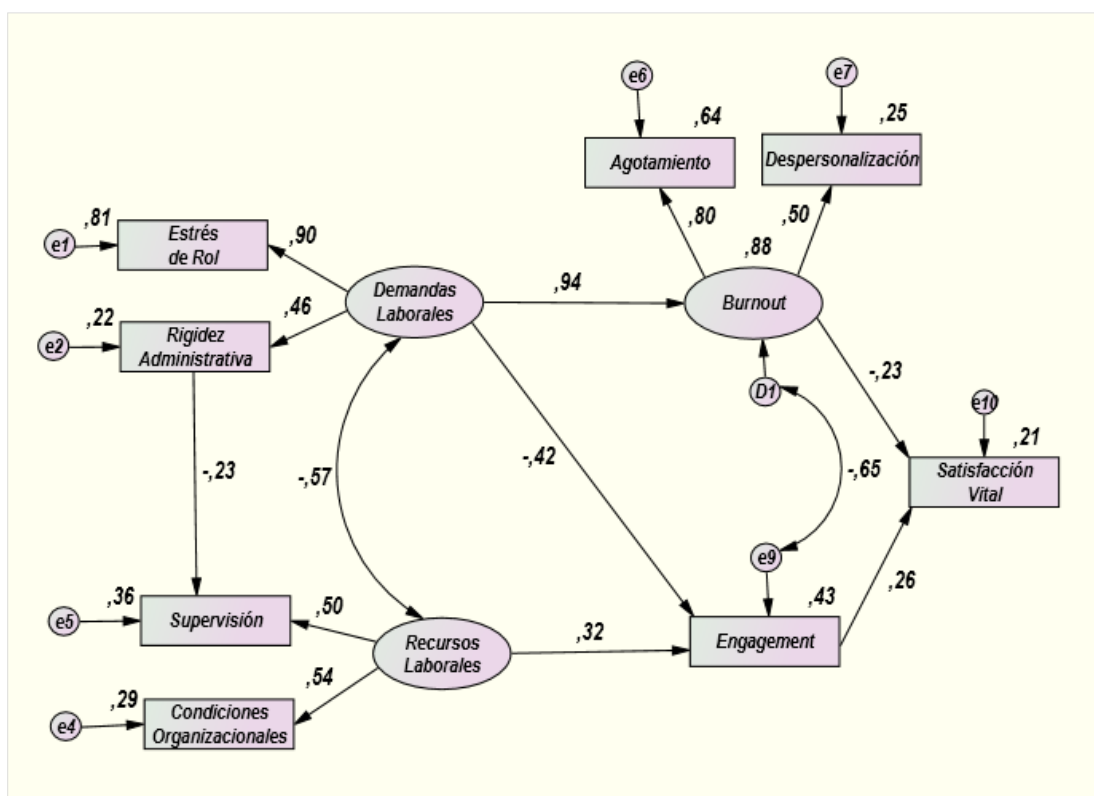 e6
e7
,64
,25
Agotamiento
Despersonalización
,81
e1
Estrés
de Rol
,90
,80
,50
,88
Demandas
Laborales
,94
Burnout
,22
e2
Rigidez
Administrativa
,46
D1
-,23
e10
,21
Satisfacción
Vital
-,23
-,57
-,42
-,65
e9
,26
,36
e5
Supervisión
,50
Recursos
Laborales
,32
,43
Engagement
,54
,29
e4
Condiciones
Organizacionales